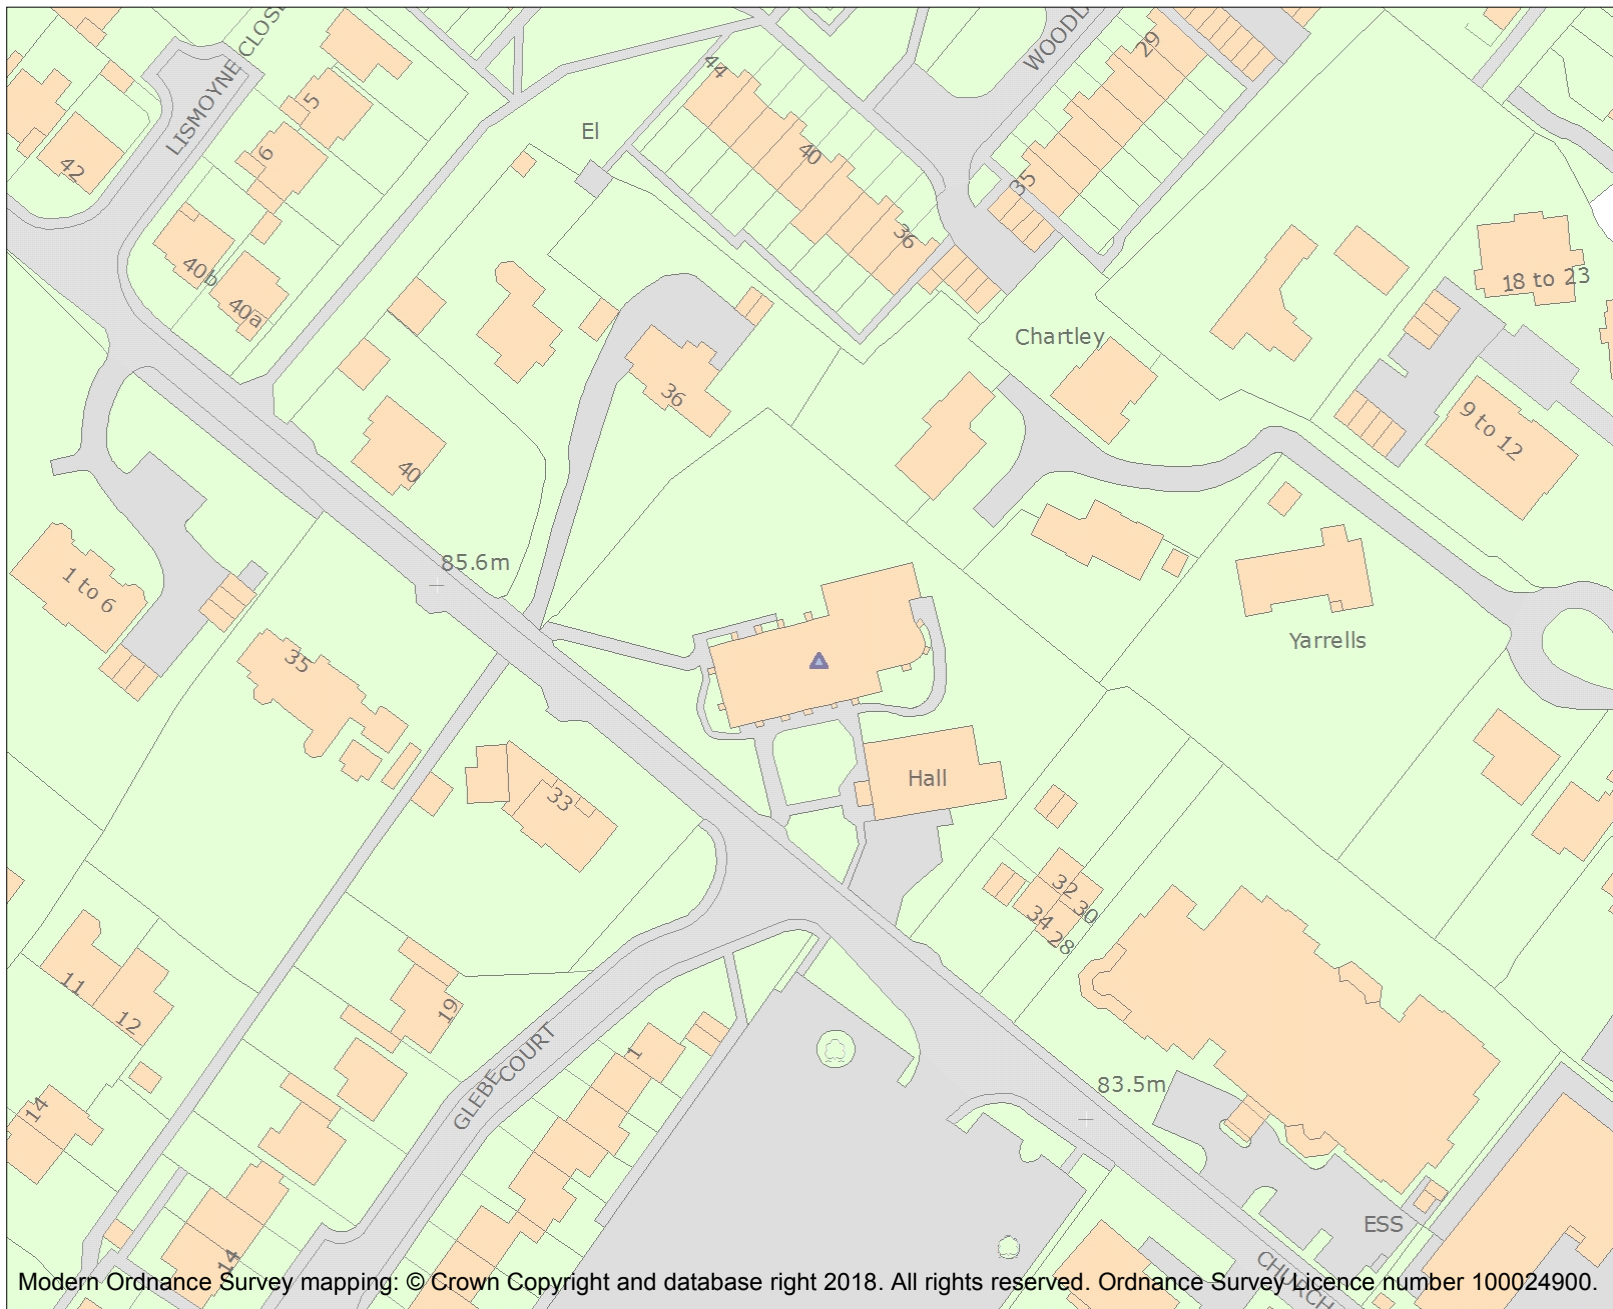 LISMOYNE CLOSE
WOODL
29
44
5
El
6
42
40
35
36
40b
40a
18 to 23
Chartley
36
9 to 12
40
85.6m
1 to 6
Yarrells
35
Hall
33
32
30
34
28
11
12
19
1
GLEBE COURT
83.5m
14
14
ESS
CHURCH
Modern Ordnance Survey mapping: © Crown Copyright and database right 2018. All rights reserved. Ordnance Survey Licence number 100024900.